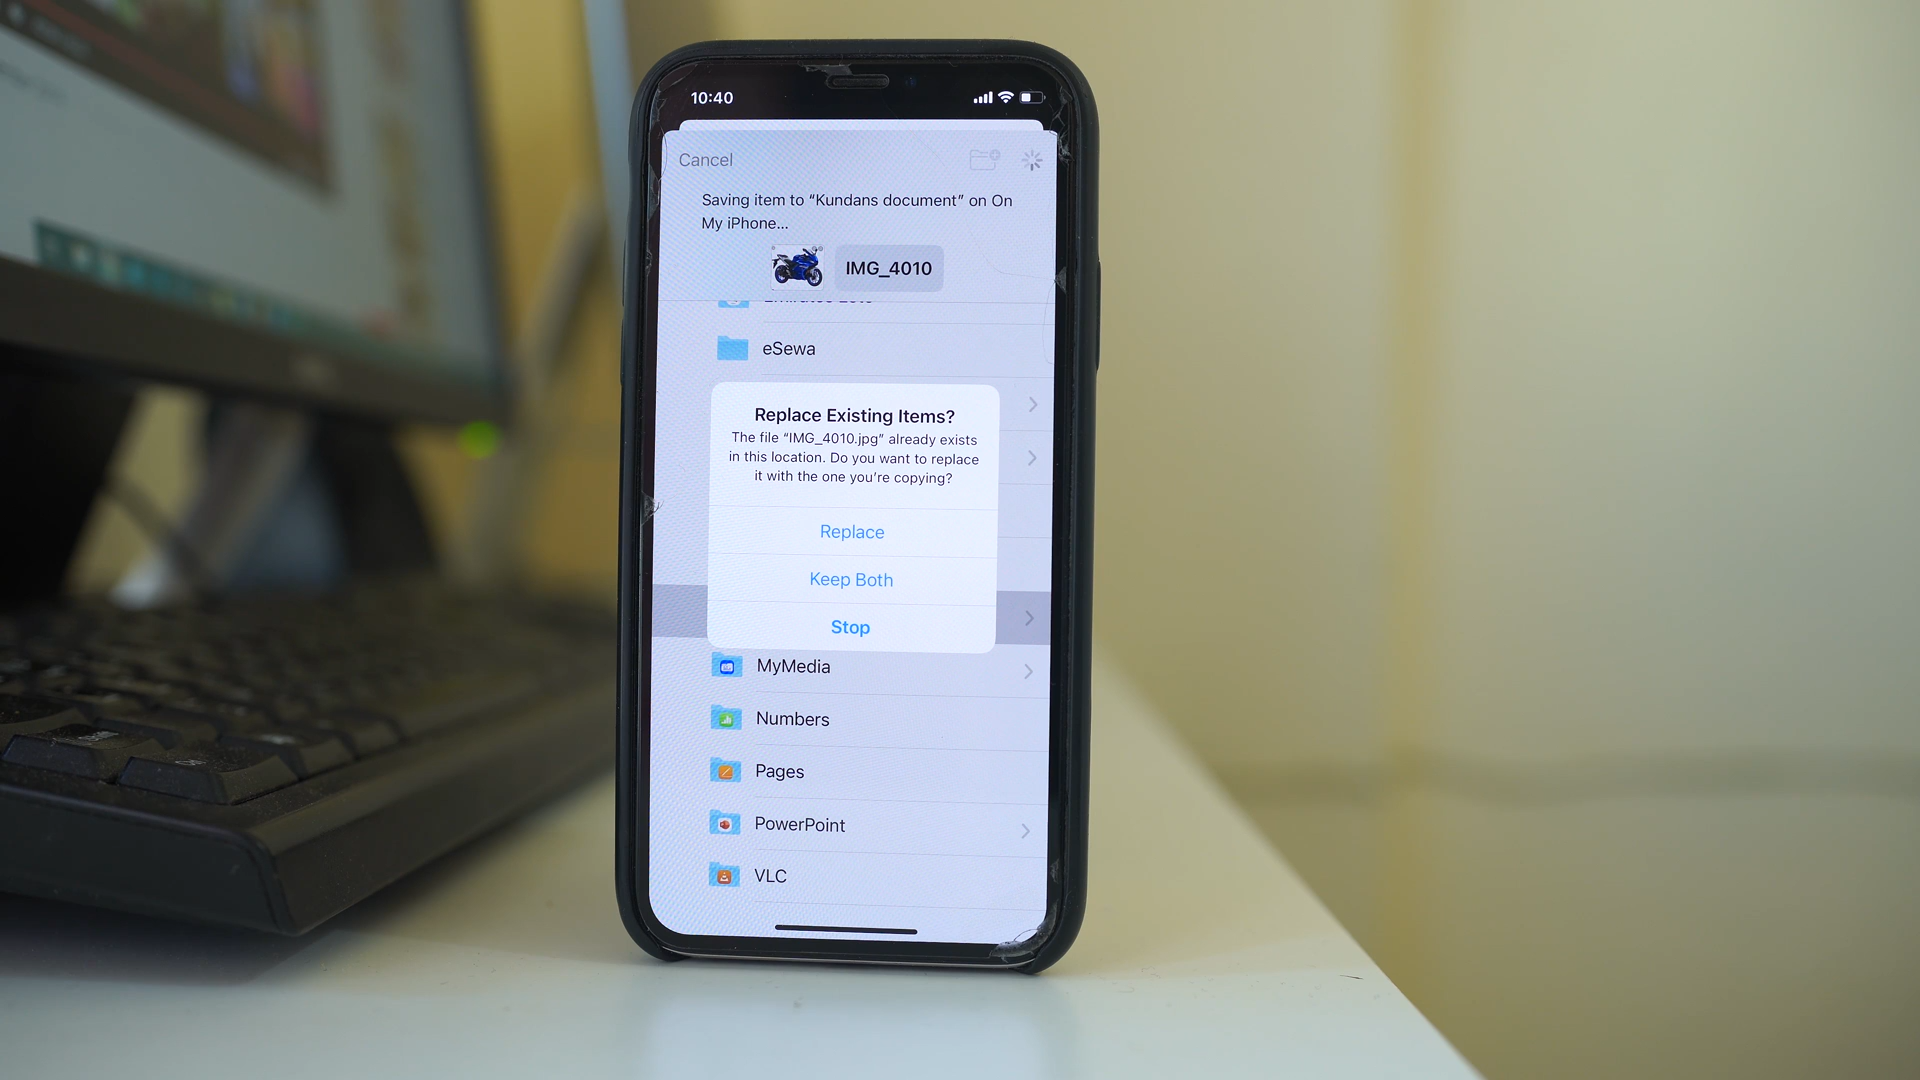 10:40
Cancel
Saving item to “Kundans document” on On
My iPhone...
IMG_4010
eSewa
Replace Existing Items?
The file “IMG_4010.jpg” already exists
in this location. Do you want to replace
it with the one you’re copying?
Replace
Keep Both
Stop
MyMedia
Numbers
Pages
PowerPoint
VLC